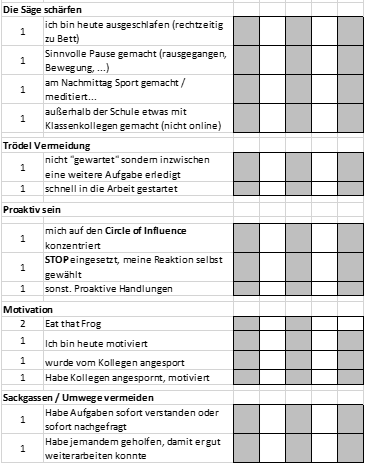 Die Säge schärfen
1 ich bin heute ausgeschlafen (rechtzeitig
zu Bett)
1 Sinnvolle Pause gemacht (rausgegangen,
Bewegung, ...)
1 am Nachmittag Sport gemacht /
meditiert...
1 außerhalb der Schule etwas mit
Klassenkollegen gemacht (nicht online)
Trödel Vermeidung
1 nicht "gewartet" sondern inzwischen
eine weitere Aufgabe erledigt
1 schnell in die Arbeit gestartet
Proaktiv sein
1 mich auf den Circle of Influence
konzentriert
1 STOP eingesetzt, meine Reaktion selbst
gewählt
1 sonst. Proaktive Handlungen
Motivation
2 Eat that Frog
1 Ich bin heute motiviert
1 wurde vom Kollegen angesport
1 Habe Kollegen angespornt, motiviert
Sackgassen / Umwege vermeiden
1 Habe Aufgaben sofort verstanden oder
sofort nachgefragt
1 Habe jemandem geholfen, damit er gut
weiterarbeiten konnte